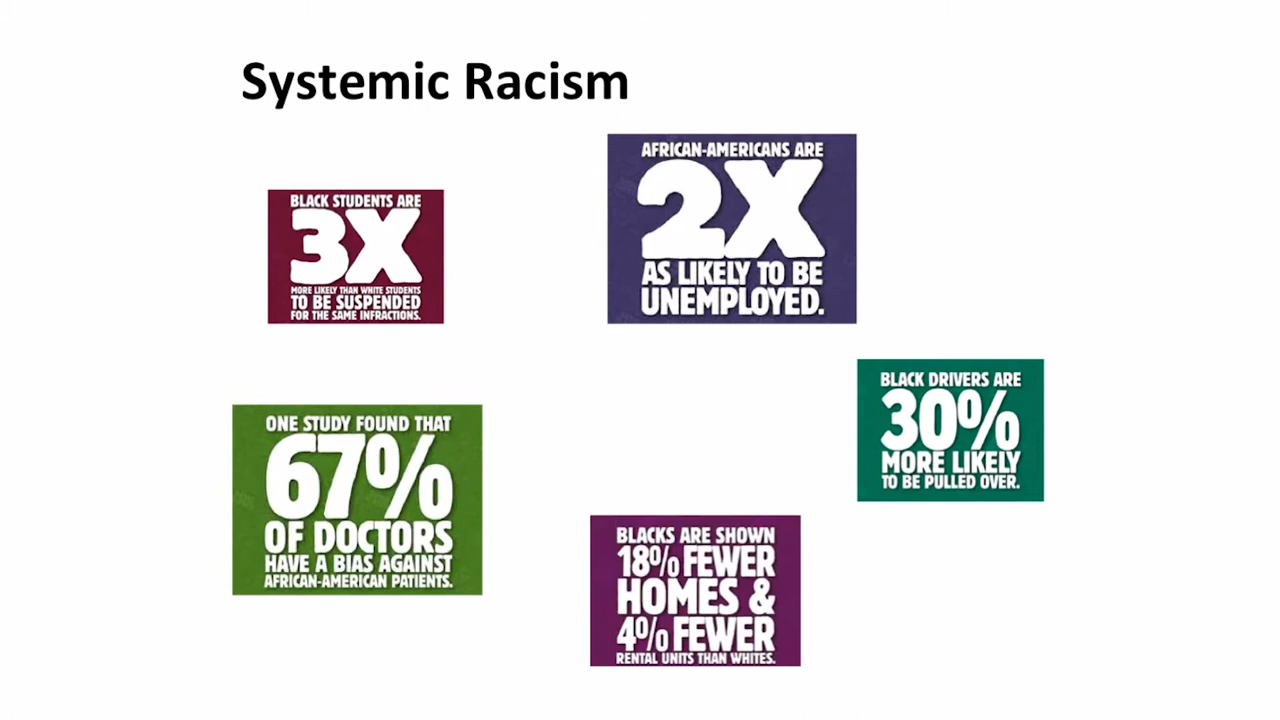 Systemic Racism
AFRICAN-AMERICANS ARE
2X
AS LIKELY TO BE
UNEMPLOYED.
BLACK STUDENTS ARE
3X
MORE LIKELY THAN WHITE STUDENTS
TO BE SUSPENDED
FOR THE SAME INFRACTIONS.
BLACK DRIVERS ARE
30%
MORE LIKELY
TO BE PULLED OVER.
ONE STUDY FOUND THAT
67%
OF DOCTORS
HAVE A BIAS AGAINST
AFRICAN-AMERICAN PATIENTS.
BLACKS ARE SHOWN
18% FEWER
HOMES &
4% FEWER
RENTAL UNITS THAN WHITES.